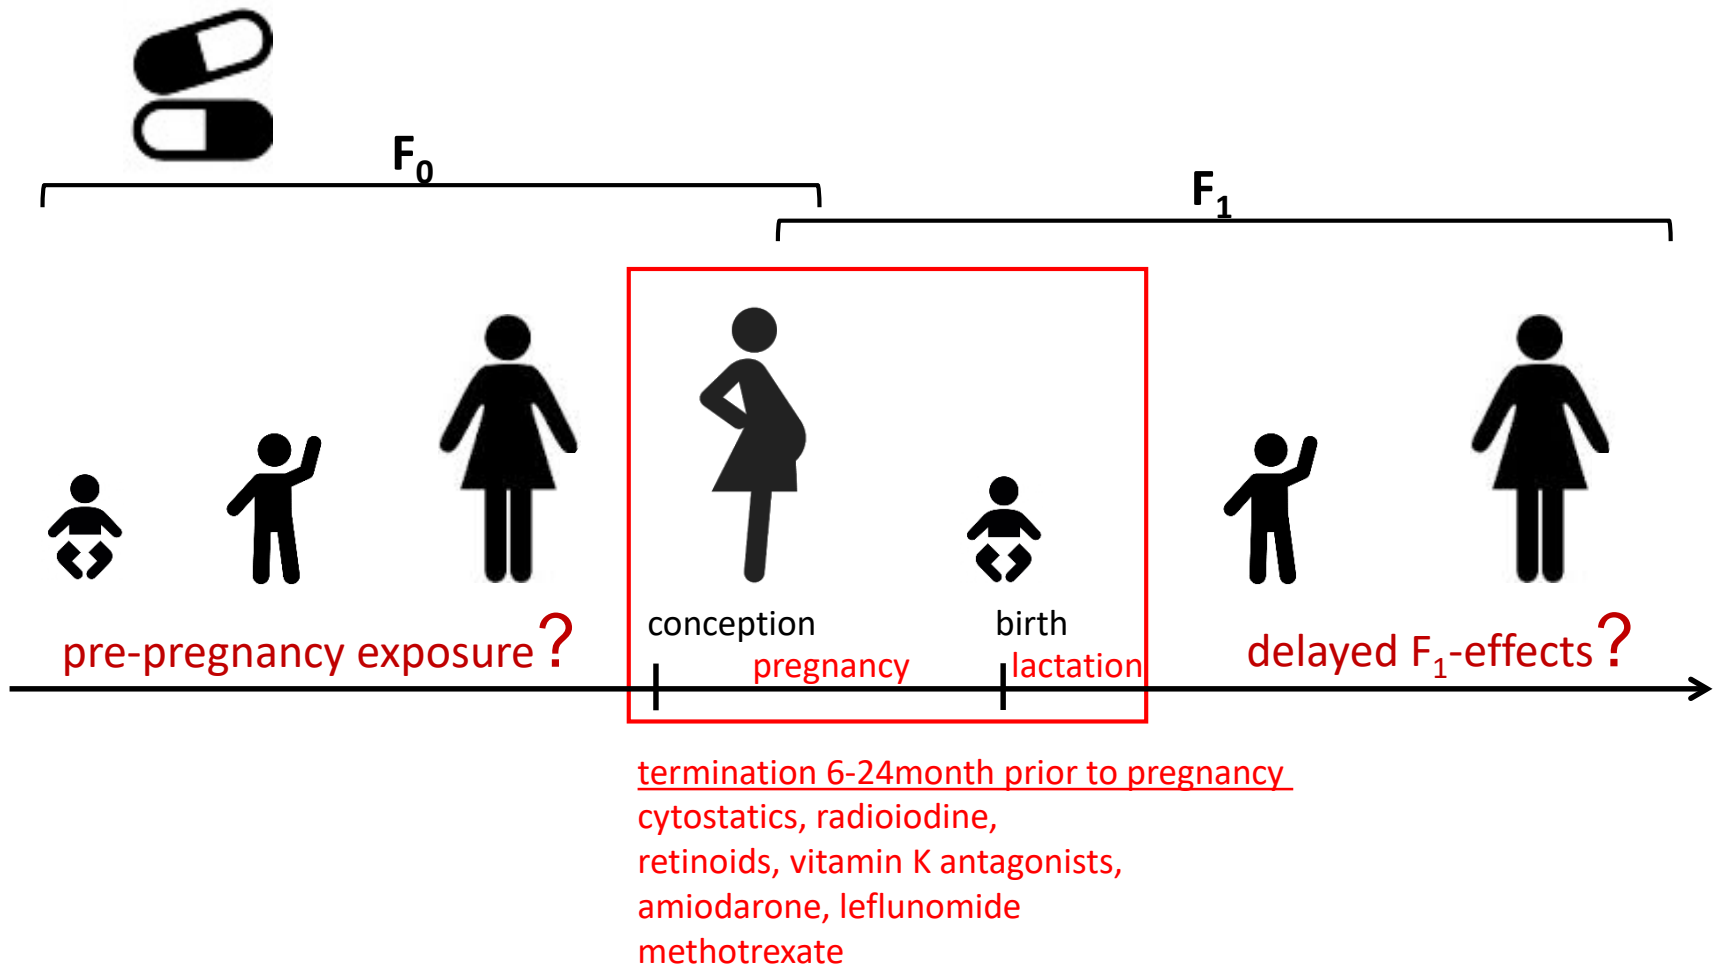 F₀
F₁
conception
birth
pre-pregnancy exposure?
pregnancy
lactation
delayed F₁-effects?
termination 6-24month prior to pregnancy
cytostatics, radioiodine,
retinoids, vitamin K antagonists,
amiodarone, leflunomide
methotrexate